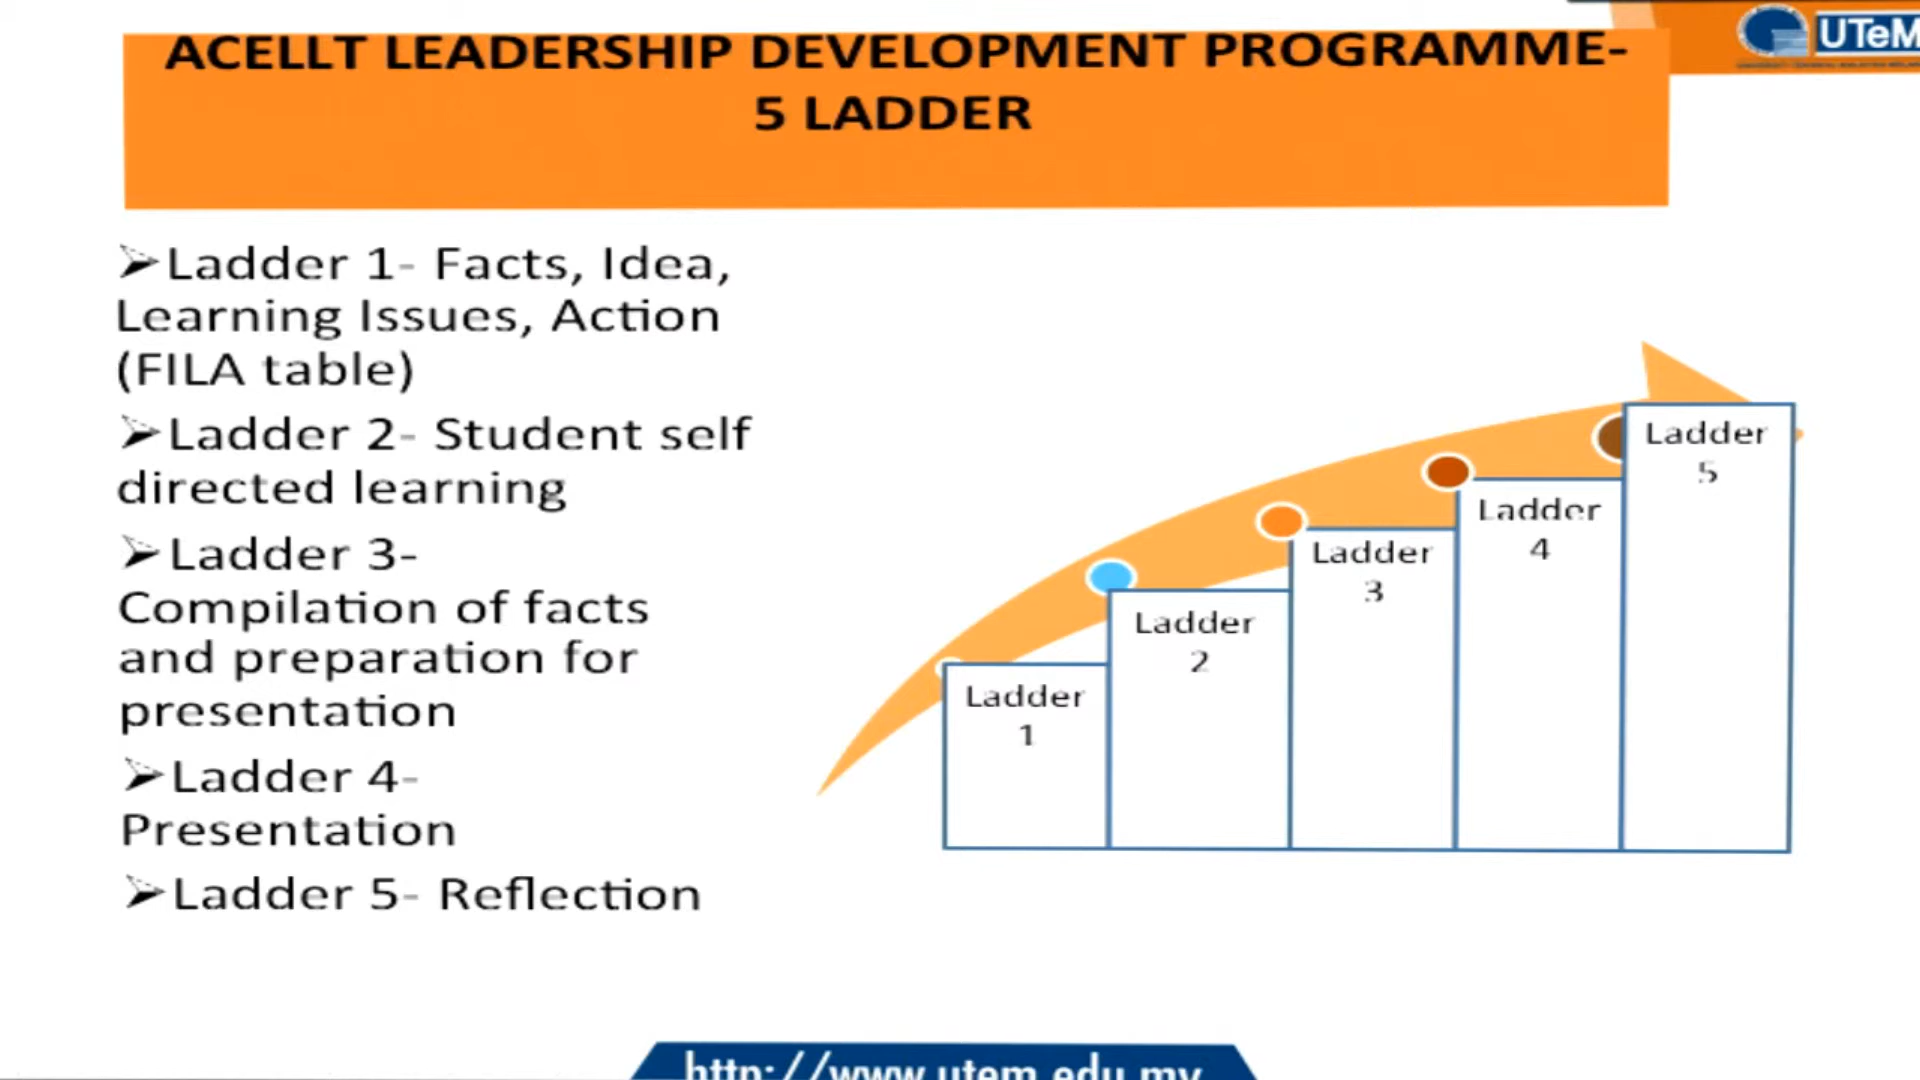 ACELLT LEADERSHIP DEVELOPMENT PROGRAMME-
5 LADDER
UTeM
➢Ladder 1- Facts, Idea,
Learning Issues, Action
(FILA table)
➢Ladder 2- Student self
directed learning
➢Ladder 3-
Compilation of facts
and preparation for
presentation
➢Ladder 4-
Presentation
➢Ladder 5- Reflection
Ladder
1
Ladder
2
Ladder
3
Ladder
4
Ladder
5
http://www.utem.edu.my